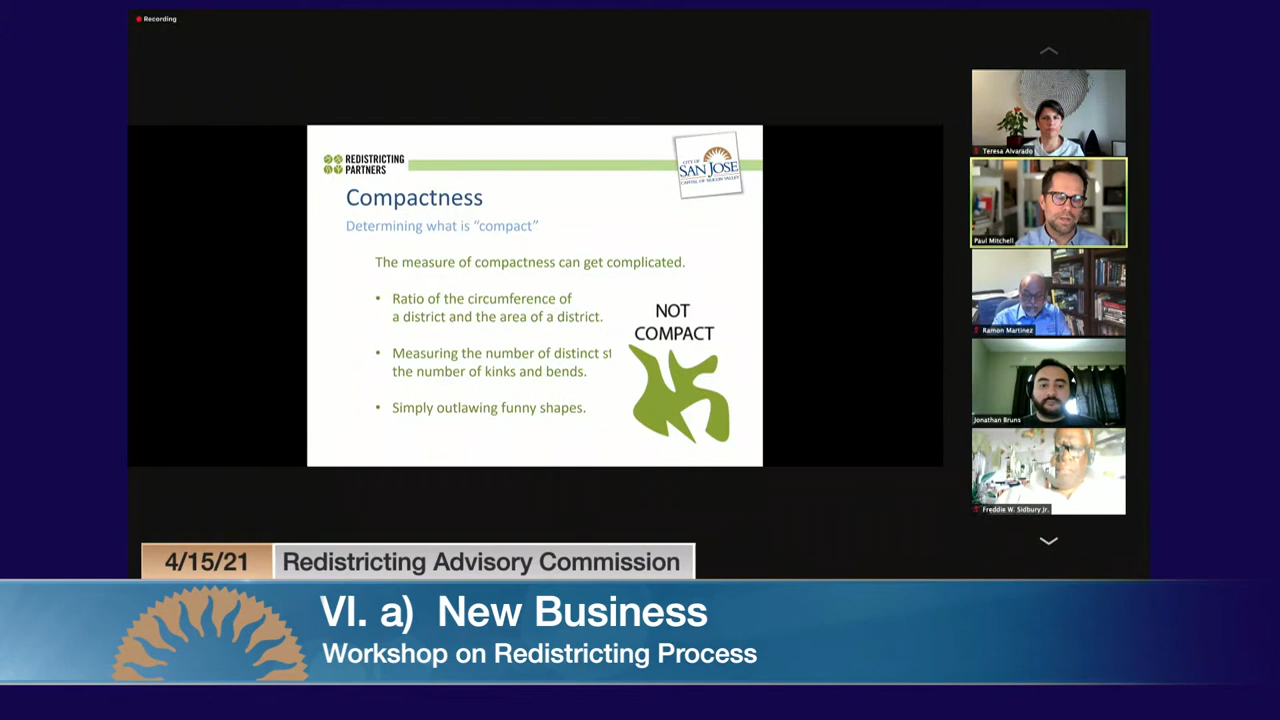 Recording
REDISTRICTING
PARTNERS
CITY OF
SAN JOSE
CAPITAL OF SILICON VALLEY
Compactness
Determining what is “compact”
The measure of compactness can get complicated.
• Ratio of the circumference of
a district and the area of a district.
• Measuring the number of distinct st
the number of kinks and bends.
• Simply outlawing funny shapes.
NOT
COMPACT
Teresa Alvarado
Paul Mitchell
Ramon Martinez
Jonathan Bruns
Freddie W. Sidbury Jr.
4/15/21 Redistricting Advisory Commission
VI. a) New Business
Workshop on Redistricting Process